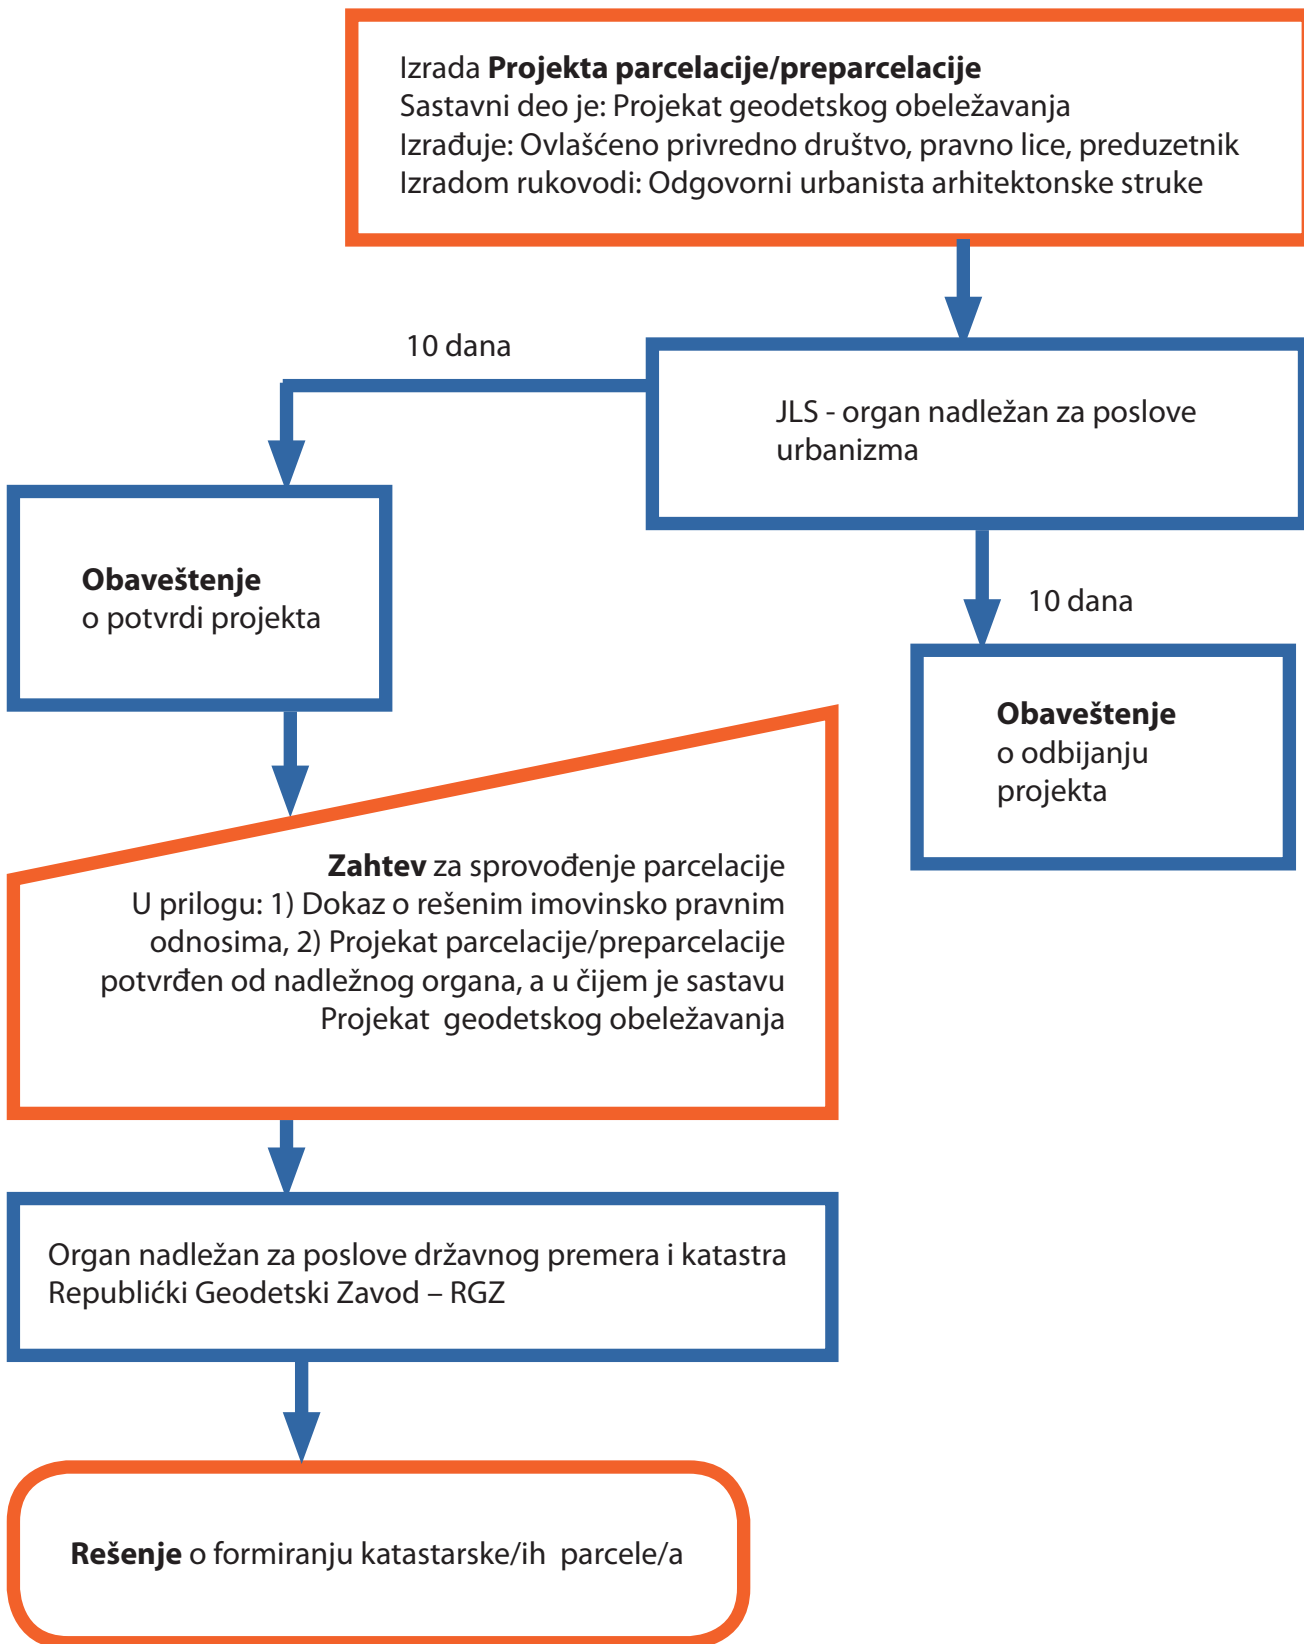 Izrada Projekta parcelacije/preparcelacije
Sastavni deo je: Projekat geodetskog obeležavanja
Izrađuje: Ovlašćeno privredno društvo, pravno lice, preduzetnik
Izradom rukovodi: Odgovorni urbanista arhitektonske struke
10 dana
JLS - organ nadležan za poslove
urbanizma
Obaveštenje
o potvrdi projekta
10 dana
Obaveštenje
o odbijanju
projekta
Zahtev za sprovođenje parcelacije
U prilogu: 1) Dokaz o rešenim imovinsko pravnim
odnosima, 2) Projekat parcelacije/preparcelacije
potvrđen od nadležnog organa, a u čijem je sastavu
Projekat geodetskog obeležavanja
Organ nadležan za poslove državnog premera i katastra
Republićki Geodetski Zavod – RGZ
Rešenje o formiranju katastarske/ih parcele/a